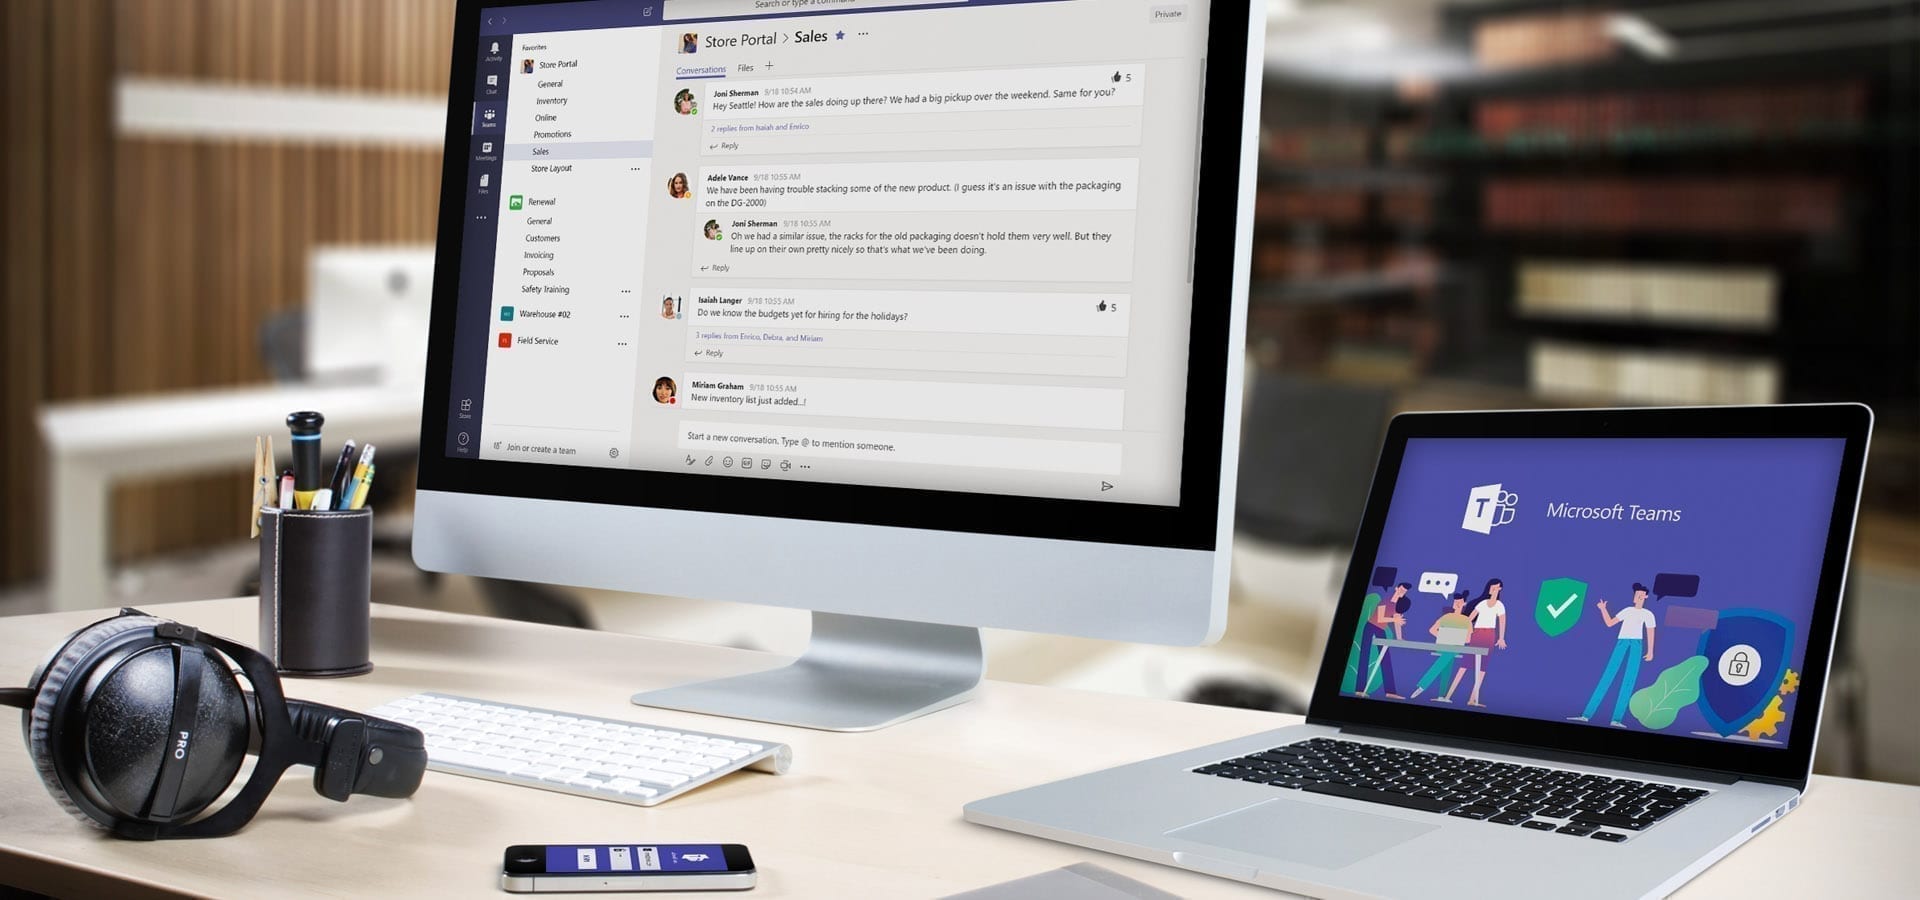 Search or type a command
Private
Activity
Chat
Teams
Meetings
Files
Store
Help
Favorites
Store Portal
General
Inventory
Online
Promotions
Sales
Store Layout
Renewal
General
Customers
Invoicing
Proposals
Safety Training
Warehouse #02
Field Service
Join or create a team
Store Portal > Sales
Conversations Files +
Joni Sherman 9/18 10:54 AM
5
Hey Seattle! How are the sales doing up there? We had a big pickup over the weekend. Same for you?
2 replies from Isaiah and Enrico
Reply
Adele Vance 9/18 10:55 AM
We have been having trouble stacking some of the new product. (I guess it's an issue with the packaging
on the DG-2000)
Joni Sherman 9/18 10:55 AM
Oh we had a similar issue, the racks for the old packaging doesn't hold them very well. But they
line up on their own pretty nicely so that's what we've been doing.
Reply
Isaiah Langer 9/18 10:55 AM
5
Do we know the budgets yet for hiring for the holidays?
3 replies from Enrico, Debra, and Miriam
Reply
Miriam Graham 9/18 10:55 AM
New inventory list just added...!
Start a new conversation. Type @ to mention someone.
T
Microsoft Teams
PRO